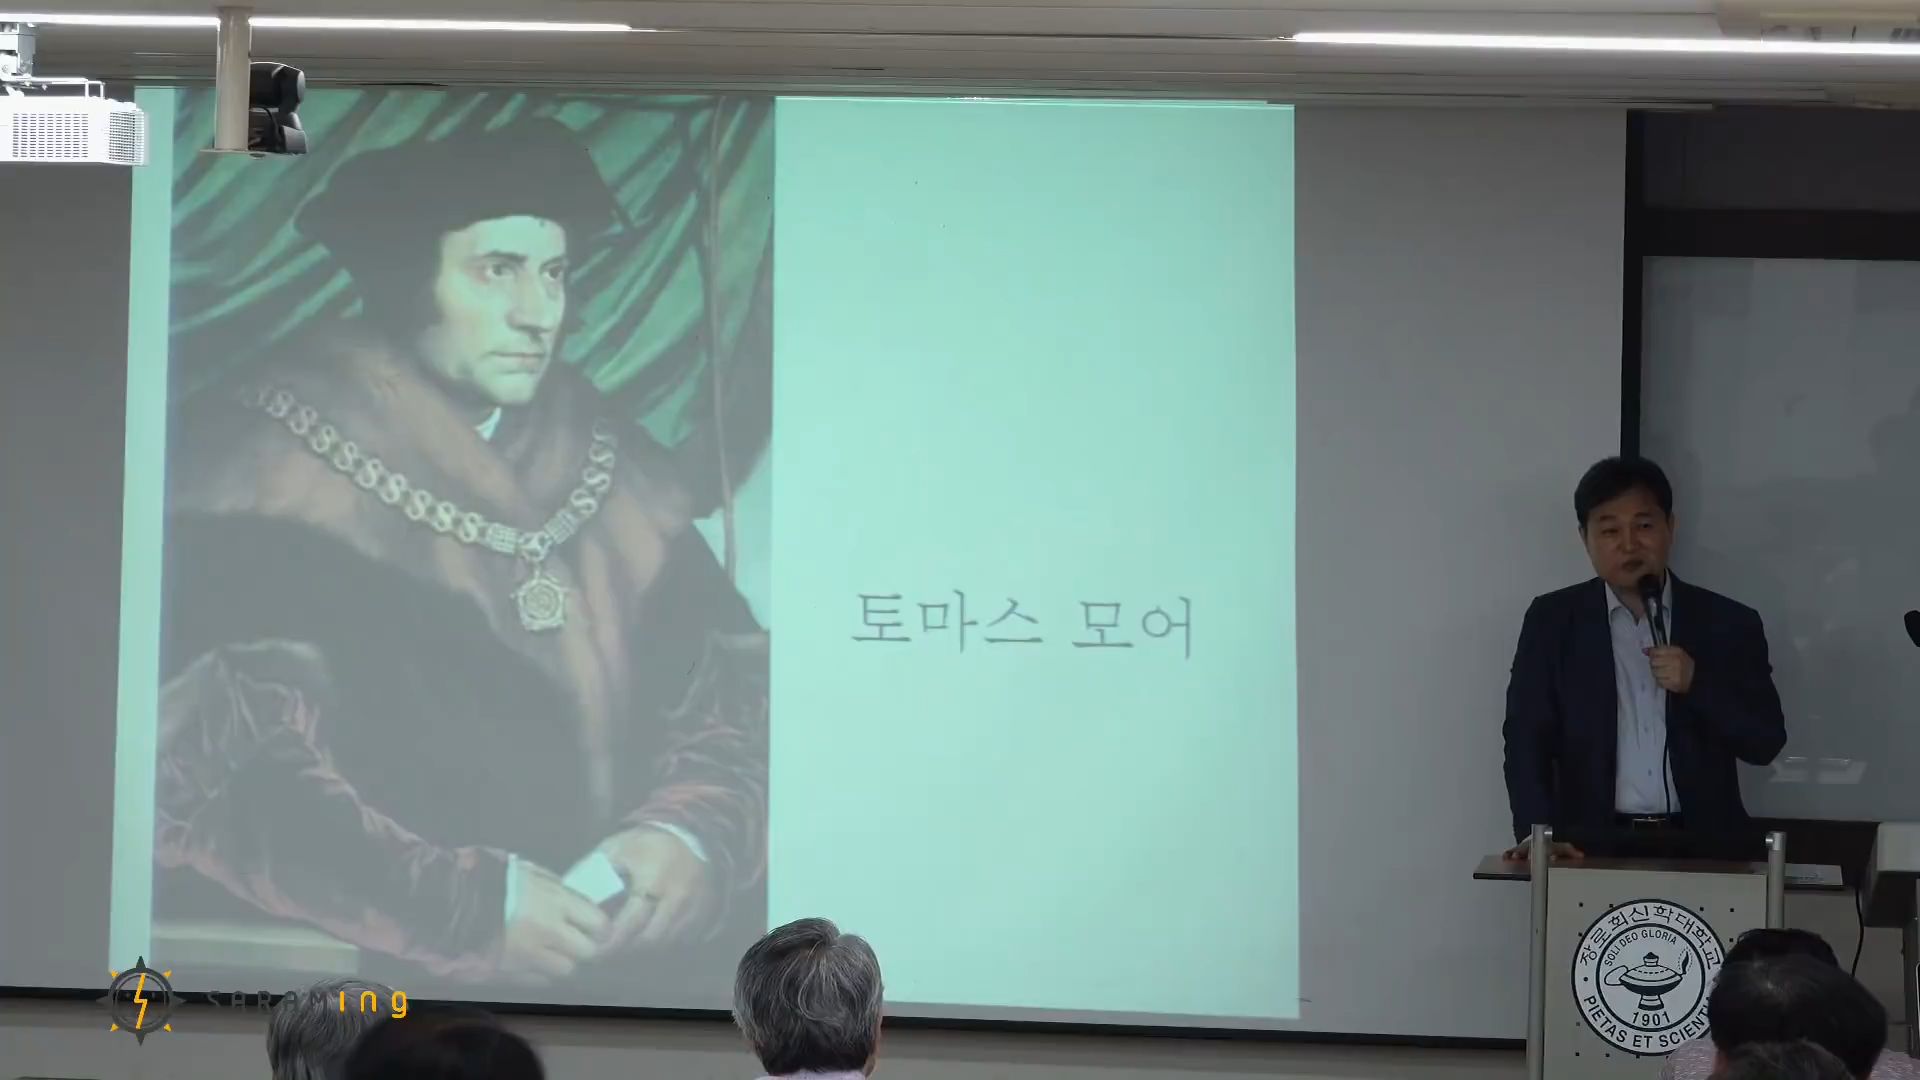 토마스 모어
장로회신학대학교
SOLI DEO GLORIA
1901
PIETAS ET SCIENTI
SARAMing